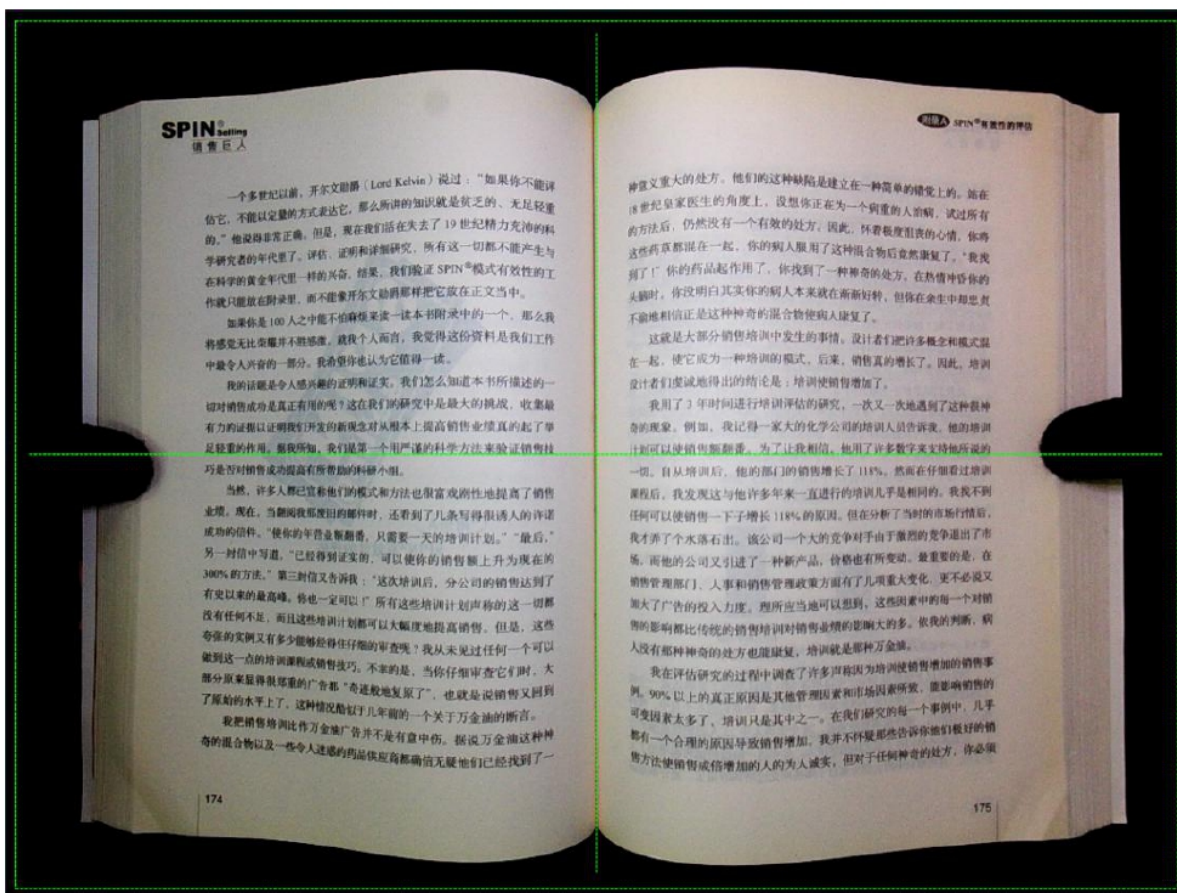 SPIN® Selling
销售巨人
一个多世纪以前，开尔文勋爵（Lord Kelvin）说过：“如果你不能评
估它，不能以定量的方式表达它，那么所讲的知识就是贫乏的、无足轻重
的。”他说得非常正确。但是，现在我们活在失去了19世纪精力充沛的科
学研究者的年代里了。评估、证明和详细研究，所有这一切都不能产生与
在科学的黄金年代里一样的兴奋。结果，我们验证SPIN®模式有效性的工
作就只能放在附录里，而不能像开尔文勋爵那样把它放在正文当中。
如果你是100人之中能不怕麻烦来读一读本书附录中的一个，那么我
将感觉无比荣耀并不胜感激。就我个人而言，我觉得这份资料是我们工作
中最令人兴奋的一部分。我希望你也认为它值得一读。
我的话题是令人感兴趣的证明和证实。我们怎么知道本书所描述的一
切对销售成功是真正有用的呢？这在我们的研究中是最大的挑战，收集最
有力的证据以证明我们开发的新观念对从根本上提高销售业绩真的起了举
足轻重的作用。据我所知，我们是第一个用严谨的科学方法来验证销售技
巧是否对销售成功提高有所帮助的科研小组。
当然，许多人都已宣称他们的模式和方法也很富戏剧性地提高了销售
业绩。现在，当翻阅我那废旧的邮件时，还看到了几条写得很诱人的许诺
成功的信件。“使你的年营业额翻番，只需要一天的培训计划。”“最后，”
另一封信中写道，“已经得到证实的，可以使你的销售额上升为现在的
300%的方法。”第三封信又告诉我：“这次培训后，分公司的销售达到了
有史以来的最高峰。你也一定可以！”所有这些培训计划声称的这一切都
没有任何不足，而且这些培训计划都可以大幅度地提高销售。但是，这些
夸张的实例又有多少能够经得住仔细的审查呢？我从未见过任何一个可以
做到这一点的培训课程或销售技巧。不幸的是，当你仔细审查它们时，大
部分原来显得很郑重的广告都“奇迹般地复原了”，也就是说销售又回到
了原始的水平上了，这种情况酷似于几年前的一个关于万金油的断言。
我把销售培训比作万金油广告并不是有意中伤。据说万金油这种神
奇的混合物以及一些令人迷惑的药品供应商都确信无疑他们已经找到了一
174
附录A SPIN®有效性的评估
种意义重大的处方。他们的这种缺陷是建立在一种简单的错觉上的。站在
18世纪皇家医生的角度上，设想你正在为一个病重的人治病，试过所有
的方法后，仍然没有一个有效的处方。因此，怀着极度沮丧的心情，你将
这些药草都混在一起，你的病人服用了这种混合物后竟然康复了。“我找
到了！”你的药品起作用了，你找到了一种神奇的处方，在热情冲昏你的
头脑时，你没明白其实你的病人本来就在渐渐好转，但你在余生中却忠贞
不渝地相信正是这种神奇的混合物使病人康复了。
这就是大部分销售培训中发生的事情。设计者们把许多概念和模式混
在一起，使它成为一种培训的模式，后来，销售真的增长了。因此，培训
设计者们虔诚地得出的结论是：培训使销售增加了。
我用了3年时间进行培训评估的研究，一次又一次地遇到了这种很神
奇的现象。例如，我记得一家大的化学公司的培训人员告诉我，他的培训
计划可以使销售额翻番。为了让我相信，他用了许多数字来支持他所说的
一切。自从培训后，他的部门的销售增长了118%。然而在仔细看过培训
课程后，我发现这与他许多年来一直进行的培训几乎是相同的。我找不到
任何可以使销售一下子增长118%的原因。但在分析了当时的市场行情后，
我才弄了个水落石出。该公司一个大的竞争对手由于激烈的竞争退出了市
场，而他的公司又引进了一种新产品，价格也有所变动。最重要的是，在
销售管理部门、人事和销售管理政策方面有了几项重大变化，更不必说又
加大了广告的投入力度。理所应当地可以想到，这些因素中的每一个对销
售的影响都比传统的销售培训对销售业绩的影响大的多。依我的判断，病
人没有那种神奇的处方也能康复，培训就是那种万金油。
我在评估研究的过程中调查了许多声称因为培训使销售增加的销售事
例。90%以上的真正原因是其他管理因素和市场因素所致，能影响销售的
可变因素太多了，培训只是其中之一。在我们研究的每一个事例中，几乎
都有一个合理的原因导致销售增加。我并不怀疑那些告诉你他们极好的销
售方法使销售成倍增加的人的为人诚实，但对于任何神奇的处方，你必须
175